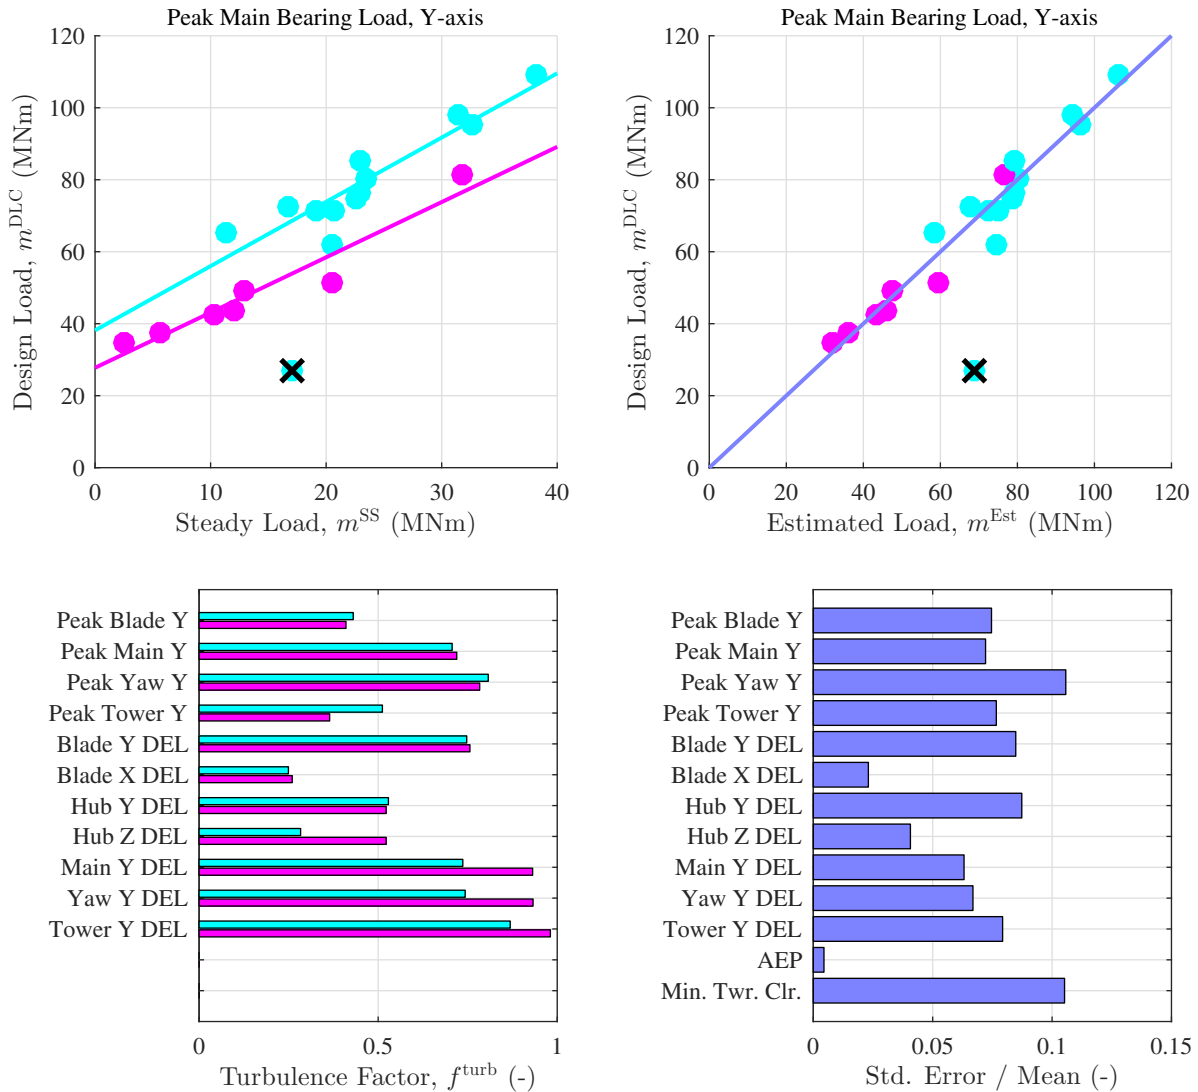 Peak Main Bearing Load, Y-axis
120
100
80
60
40
20
0
Design Load, m^DLC (MNm)
0 10 20 30 40
Steady Load, m^SS (MNm)
Peak Main Bearing Load, Y-axis
120
100
80
60
40
20
0
Design Load, m^DLC (MNm)
0 20 40 60 80 100 120
Estimated Load, m^Est (MNm)
Peak Blade Y
Peak Main Y
Peak Yaw Y
Peak Tower Y
Blade Y DEL
Blade X DEL
Hub Y DEL
Hub Z DEL
Main Y DEL
Yaw Y DEL
Tower Y DEL
0 0.5 1
Turbulence Factor, f^turb (-)
Peak Blade Y
Peak Main Y
Peak Yaw Y
Peak Tower Y
Blade Y DEL
Blade X DEL
Hub Y DEL
Hub Z DEL
Main Y DEL
Yaw Y DEL
Tower Y DEL
AEP
Min. Twr. Clr.
0 0.05 0.1 0.15
Std. Error / Mean (-)